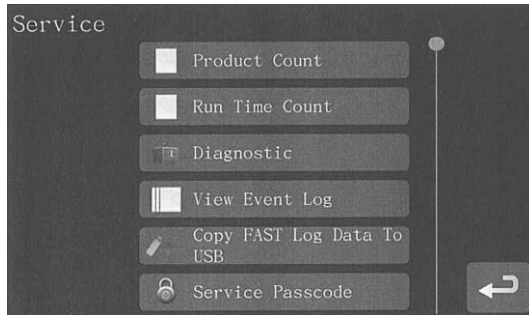 Service
Product Count
Run Time Count
Diagnostic
View Event Log
Copy FAST Log Data To
USB
Service Passcode